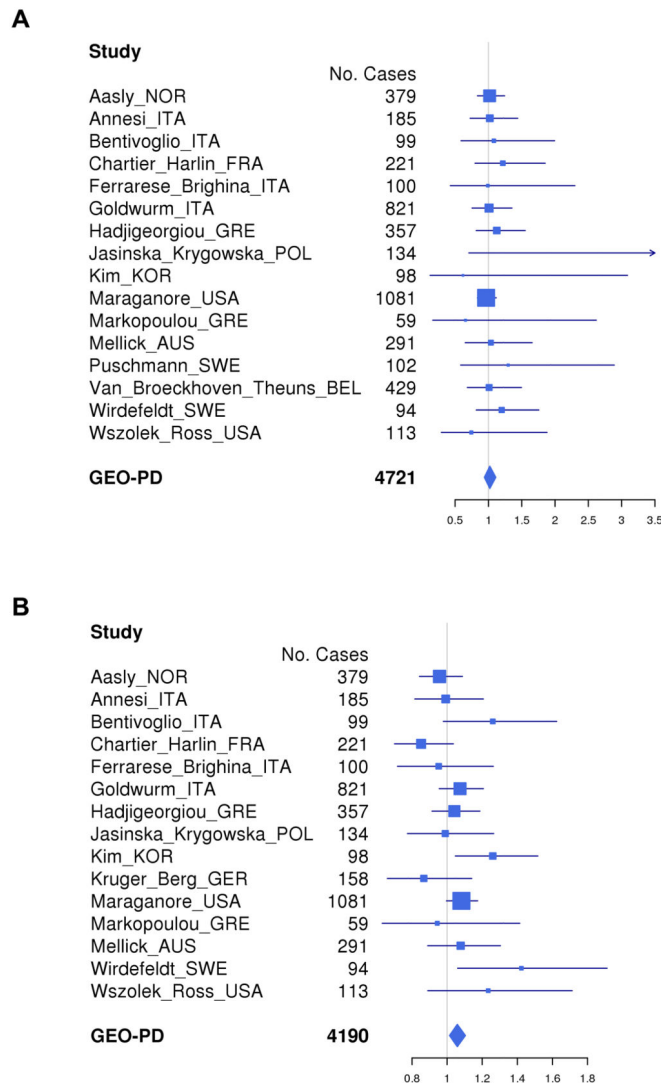 A
Study
No. Cases
Aasly_NOR 379
Annesi_ITA 185
Bentivoglio_ITA 99
Chartier_Harlin_FRA 221
Ferrarese_Brighina_ITA 100
Goldwurm_ITA 821
Hadjigeorgiou_GRE 357
Jasinska_Krygowska_POL 134
Kim_KOR 98
Maraganore_USA 1081
Markopoulou_GRE 59
Mellick_AUS 291
Puschmann_SWE 102
Van_Broeckhoven_Theuns_BEL 429
Wirdefeldt_SWE 94
Wszolek_Ross_USA 113
GEO-PD 4721
0.5 1 1.5 2 2.5 3 3.5
B
Study
No. Cases
Aasly_NOR 379
Annesi_ITA 185
Bentivoglio_ITA 99
Chartier_Harlin_FRA 221
Ferrarese_Brighina_ITA 100
Goldwurm_ITA 821
Hadjigeorgiou_GRE 357
Jasinska_Krygowska_POL 134
Kim_KOR 98
Kruger_Berg_GER 158
Maraganore_USA 1081
Markopoulou_GRE 59
Mellick_AUS 291
Wirdefeldt_SWE 94
Wszolek_Ross_USA 113
GEO-PD 4190
0.8 1 1.2 1.4 1.6 1.8